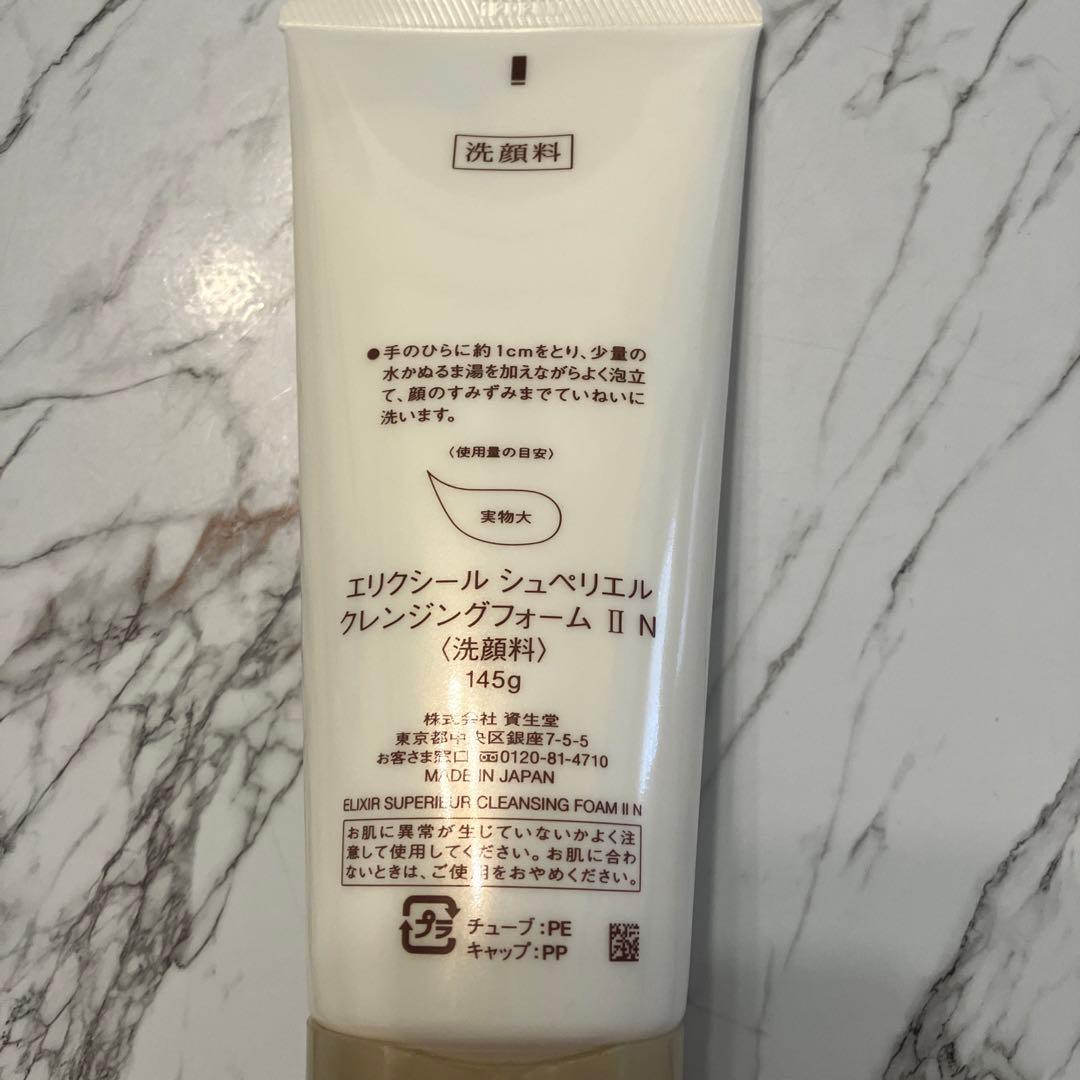 洗顔料
●手のひらに約1cmをとり、少量の
水かぬるま湯を加えながらよく泡立
て、顔のすみずみまでていねいに
洗います。
〈使用量の目安〉
実物大
エリクシール シュペリエル
クレンジングフォーム II N
〈洗顔料〉
145g
株式会社 資生堂
東京都中央区銀座7-5-5
お客さま窓口 0120-81-4710
MADE IN JAPAN
ELIXIR SUPERIEUR CLEANSING FOAM II N
お肌に異常が生じていないかよく注
意して使用してください。お肌に合わ
ないときは、ご使用をおやめください。
プラ
チューブ:PE
キャップ:PP